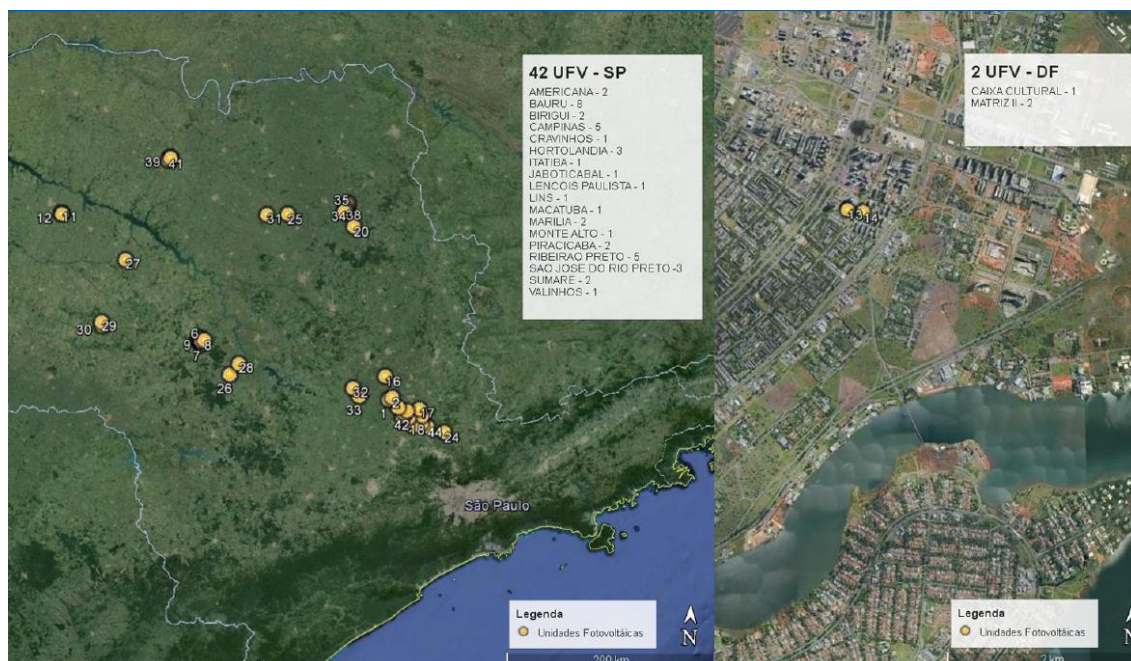 42 UFV - SP
AMERICANA - 2
BAURU - 8
BIRIGUI - 2
CAMPINAS - 5
CRAVINHOS - 1
HORTOLANDIA - 3
ITATIBA - 1
JABOTICABAL - 1
LENCOIS PAULISTA - 1
LINS - 1
MACATUBA - 1
MARILIA - 2
MONTE ALTO - 1
PIRACICABA - 2
RIBEIRAO PRETO - 5
SAO JOSE DO RIO PRETO -3
SUMARE - 2
VALINHOS - 1
39 41
12 11
31 25
35
34 38
20
27
30 29
6
9 8
7
28
26
16
32
33
1 2
17
42 18 44 24
São Paulo
Legenda
Unidades Fotovoltáicas
N
200 km
2 UFV - DF
CAIXA CULTURAL - 1
MATRIZ II - 2
13 14
Legenda
Unidades Fotovoltáicas
N
2 km